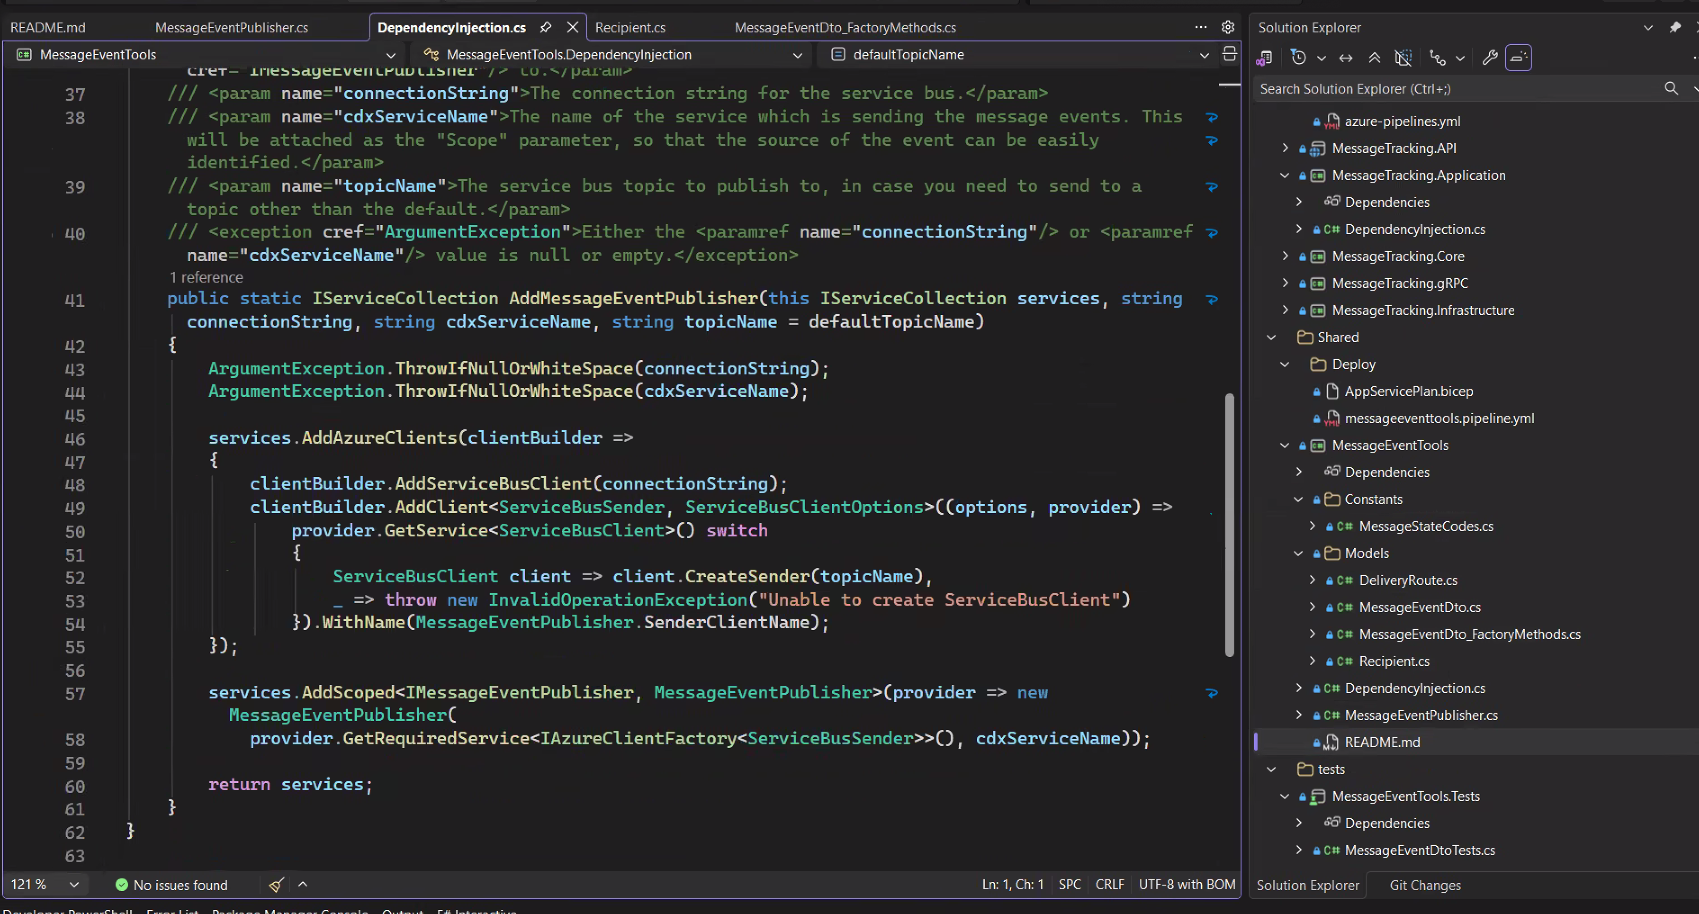 README.md
MessageEventPublisher.cs
DependencyInjection.cs
Recipient.cs
MessageEventDto_FactoryMethods.cs
MessageEventTools
MessageEventTools.DependencyInjection
defaultTopicName
cref="IMessageEventPublisher"/> to.</param>
37 /// <param name="connectionString">The connection string for the service bus.</param>
38 /// <param name="cdxServiceName">The name of the service which is sending the message events. This
will be attached as the "Scope" parameter, so that the source of the event can be easily
identified.</param>
39 /// <param name="topicName">The service bus topic to publish to, in case you need to send to a
topic other than the default.</param>
40 /// <exception cref="ArgumentException">Either the <paramref name="connectionString"/> or <paramref
name="cdxServiceName"/> value is null or empty.</exception>
1 reference
41 public static IServiceCollection AddMessageEventPublisher(this IServiceCollection services, string
connectionString, string cdxServiceName, string topicName = defaultTopicName)
42 {
43 ArgumentException.ThrowIfNullOrWhiteSpace(connectionString);
44 ArgumentException.ThrowIfNullOrWhiteSpace(cdxServiceName);
45
46 services.AddAzureClients(clientBuilder =>
47 {
48 clientBuilder.AddServiceBusClient(connectionString);
49 clientBuilder.AddClient<ServiceBusSender, ServiceBusClientOptions>((options, provider) =>
50 provider.GetService<ServiceBusClient>() switch
51 {
52 ServiceBusClient client => client.CreateSender(topicName),
53 _ => throw new InvalidOperationException("Unable to create ServiceBusClient")
54 }).WithName(MessageEventPublisher.SenderClientName);
55 });
56
57 services.AddScoped<IMessageEventPublisher, MessageEventPublisher>(provider => new
MessageEventPublisher(
58 provider.GetRequiredService<IAzureClientFactory<ServiceBusSender>>(), cdxServiceName));
59
60 return services;
61 }
62 }
63
121 %
No issues found
Ln: 1, Ch: 1
SPC
CRLF
UTF-8 with BOM
Developer PowerShell
Error List
Package Manager Console
Output
F# Interactive
Solution Explorer
Search Solution Explorer (Ctrl+;)
azure-pipelines.yml
MessageTracking.API
MessageTracking.Application
Dependencies
C# DependencyInjection.cs
MessageTracking.Core
MessageTracking.gRPC
MessageTracking.Infrastructure
Shared
Deploy
AppServicePlan.bicep
messageeventtools.pipeline.yml
MessageEventTools
Dependencies
Constants
C# MessageStateCodes.cs
Models
C# DeliveryRoute.cs
C# MessageEventDto.cs
C# MessageEventDto_FactoryMethods.cs
C# Recipient.cs
C# DependencyInjection.cs
C# MessageEventPublisher.cs
README.md
tests
MessageEventTools.Tests
Dependencies
C# MessageEventDtoTests.cs
Solution Explorer
Git Changes